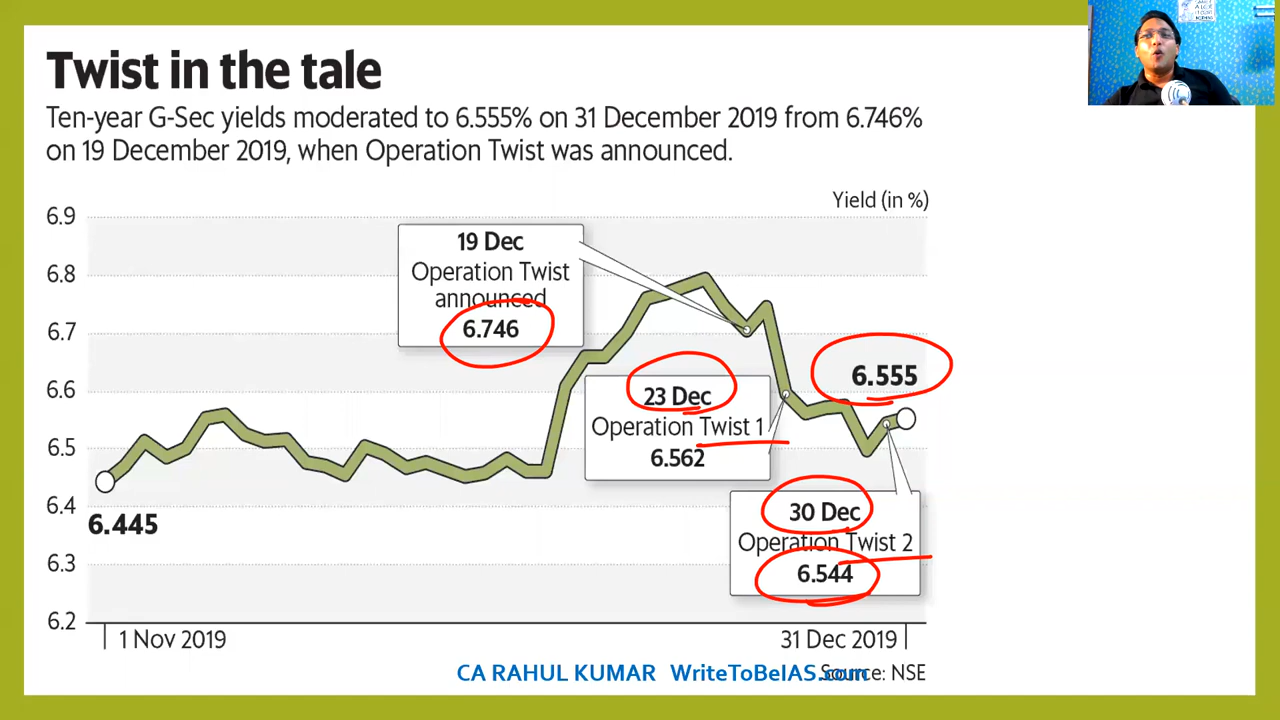 Twist in the tale
Ten-year G-Sec yields moderated to 6.555% on 31 December 2019 from 6.746%
on 19 December 2019, when Operation Twist was announced.
Yield (in %)
6.9
6.8
6.7
6.6
6.5
6.4
6.3
6.2
19 Dec
Operation Twist
announced
6.746
23 Dec
Operation Twist 1
6.562
6.555
30 Dec
Operation Twist 2
6.544
6.445
1 Nov 2019
31 Dec 2019
CA RAHUL KUMAR WriteToBeIAS.com
Source: NSE